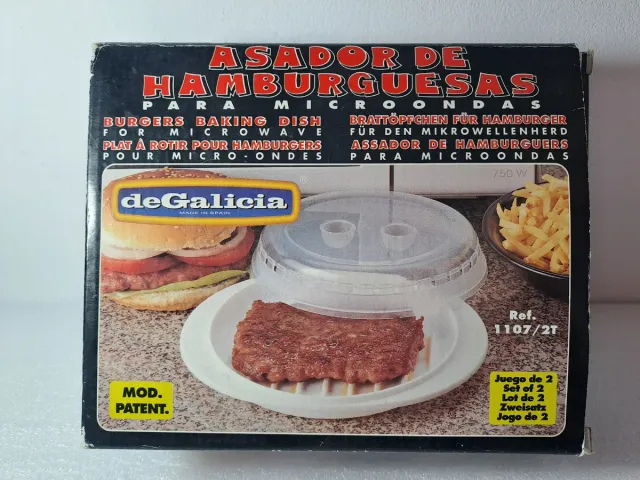 ASADOR DE
HAMBURGUESAS
PARA MICROONDAS
BURGERS BAKING DISH
FOR MICROWAVE
PLAT À ROTIR POUR HAMBURGERS
POUR MICRO-ONDES
BRATTÖPFCHEN FÜR HAMBURGER
FÜR DEN MIKROWELLENHERD
ASSADOR DE HAMBURGUERS
PARA MICROONDAS
750 W
deGalicia
®
MADE IN SPAIN
Ref.
1107/2T
MOD.
PATENT.
Juego de 2
Set of 2
Lot de 2
Zweisatz
Jogo de 2